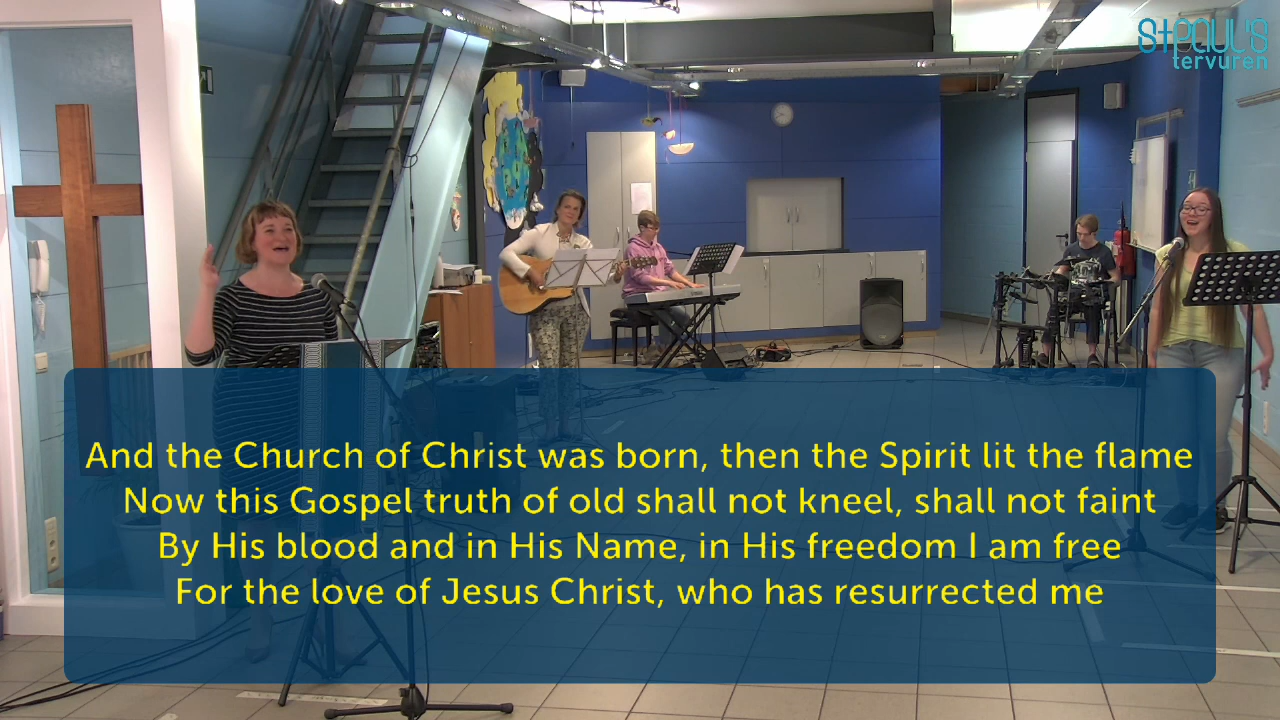 St PAUL'S
tervuren
And the Church of Christ was born, then the Spirit lit the flame
Now this Gospel truth of old shall not kneel, shall not faint
By His blood and in His Name, in His freedom I am free
For the love of Jesus Christ, who has resurrected me